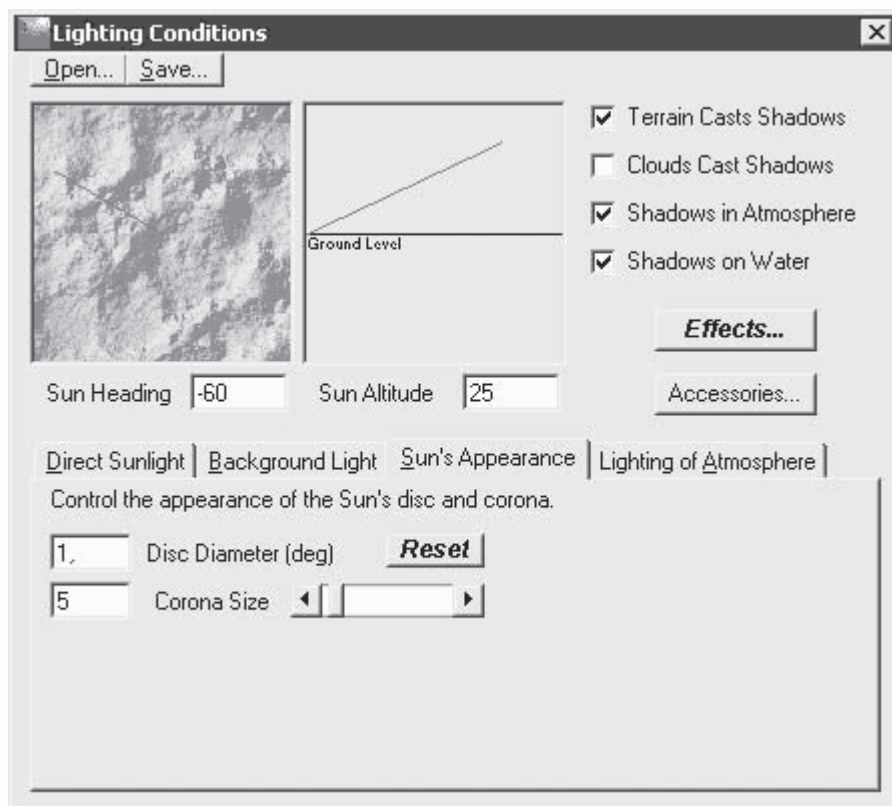 Lighting Conditions
Open... Save...
Terrain Casts Shadows
Clouds Cast Shadows
Shadows in Atmosphere
Ground Level
Shadows on Water
Effects...
Sun Heading -60 Sun Altitude 25 Accessories...
Direct Sunlight Background Light Sun's Appearance Lighting of Atmosphere
Control the appearance of the Sun's disc and corona.
1, Disc Diameter (deg) Reset
5 Corona Size